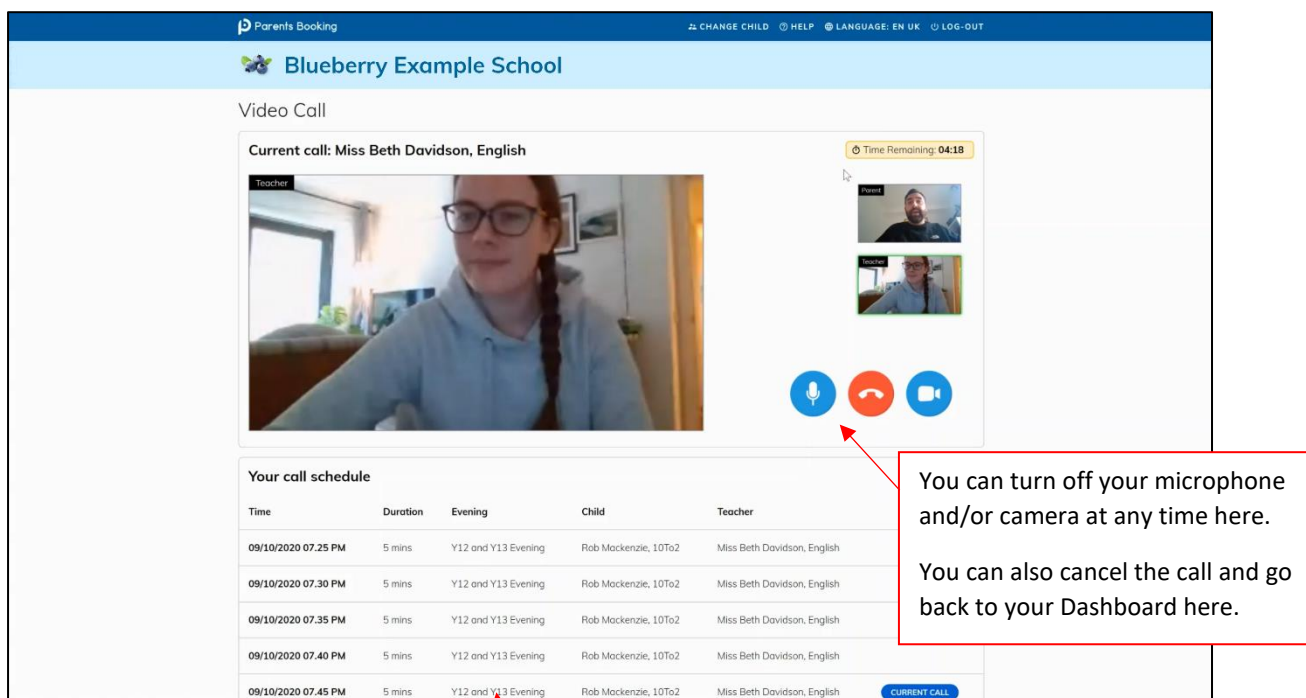 Parents Booking
CHANGE CHILD HELP LANGUAGE: EN UK LOG-OUT
Blueberry Example School
Video Call
Current call: Miss Beth Davidson, English
Time Remaining: 04:18
Teacher
Parent
Teacher
Your call schedule
Time Duration Evening Child Teacher
09/10/2020 07.25 PM 5 mins Y12 and Y13 Evening Rob Mackenzie, 10To2 Miss Beth Davidson, English
09/10/2020 07.30 PM 5 mins Y12 and Y13 Evening Rob Mackenzie, 10To2 Miss Beth Davidson, English
09/10/2020 07.35 PM 5 mins Y12 and Y13 Evening Rob Mackenzie, 10To2 Miss Beth Davidson, English
09/10/2020 07.40 PM 5 mins Y12 and Y13 Evening Rob Mackenzie, 10To2 Miss Beth Davidson, English
09/10/2020 07.45 PM 5 mins Y12 and Y13 Evening Rob Mackenzie, 10To2 Miss Beth Davidson, English CURRENT CALL
You can turn off your microphone
and/or camera at any time here.
You can also cancel the call and go
back to your Dashboard here.